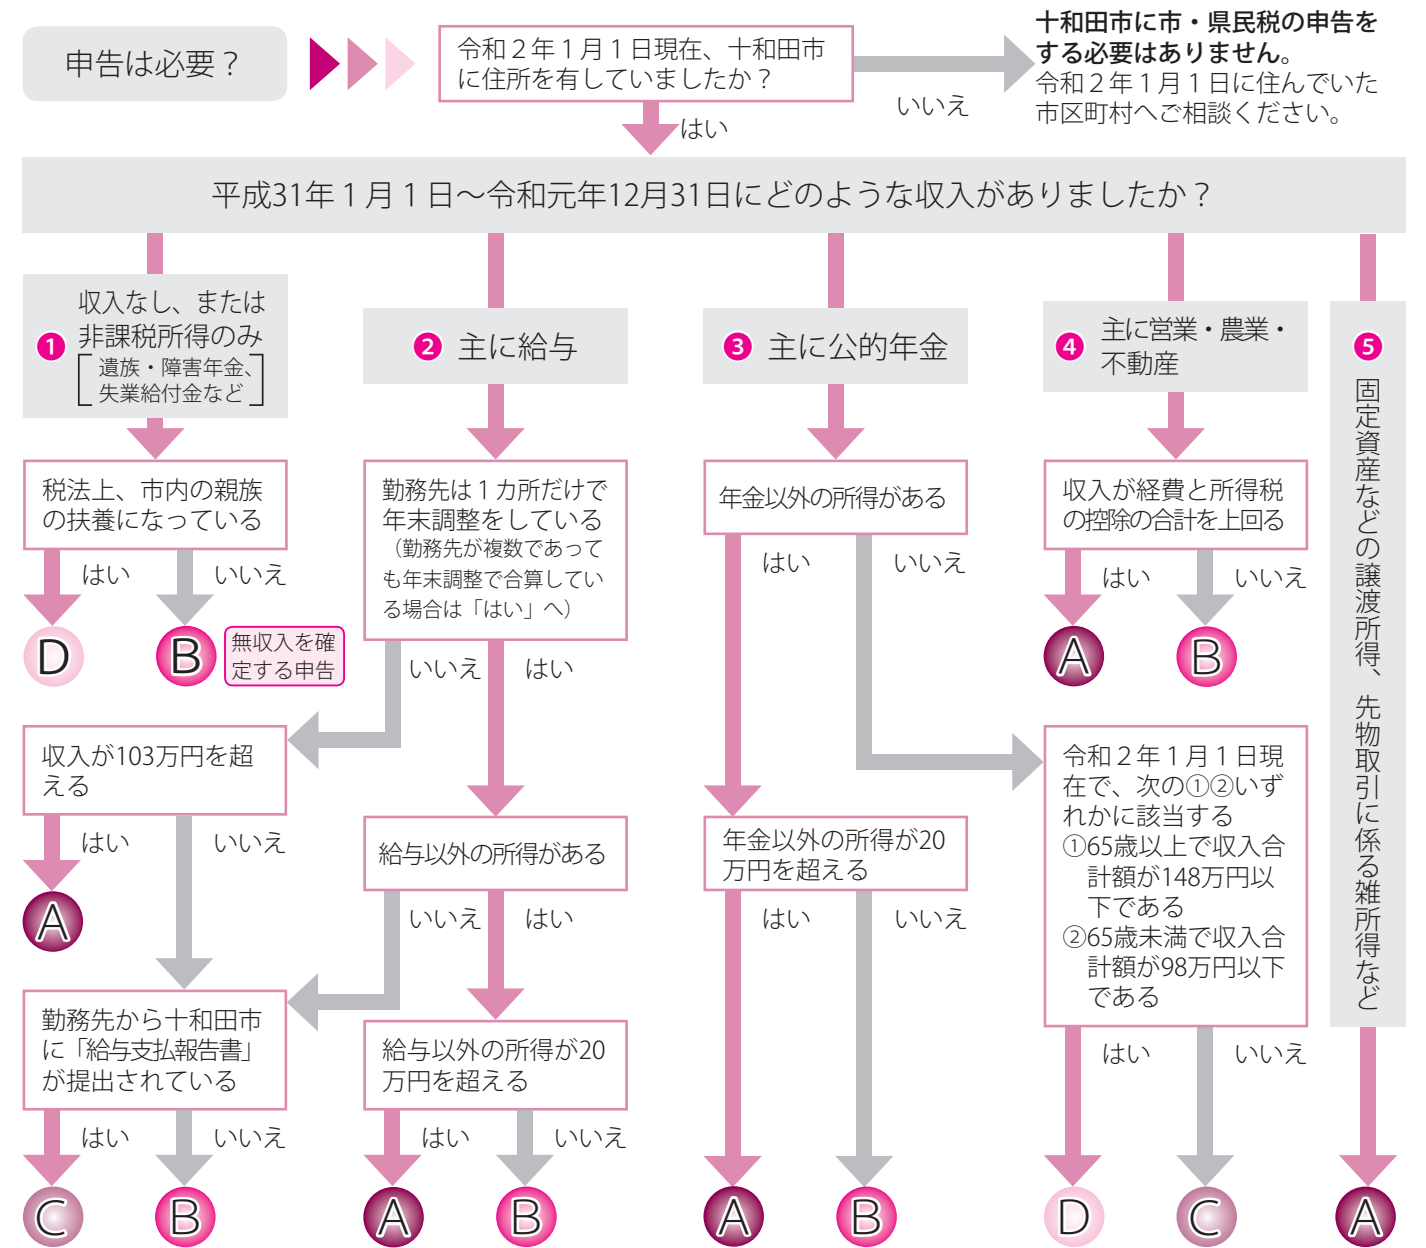 申告は必要？
令和２年１月１日現在、十和田市
に住所を有していましたか？
はい
いいえ
十和田市に市・県民税の申告を
する必要はありません。
令和２年１月１日に住んでいた
市区町村へご相談ください。
平成31年１月１日～令和元年12月31日にどのような収入がありましたか？
❶
収入なし、または
非課税所得のみ
遺族・障害年金、
失業給付金など
税法上、市内の親族
の扶養になっている
はい
いいえ
D
B
無収入を確
定する申告
❷ 主に給与
勤務先は１カ所だけで
年末調整をしている
（勤務先が複数であって
も年末調整で合算してい
る場合は「はい」へ）
いいえ
はい
収入が103万円を超
える
はい
いいえ
A
給与以外の所得がある
いいえ
はい
勤務先から十和田市
に「給与支払報告書」
が提出されている
はい
いいえ
C
B
給与以外の所得が20
万円を超える
はい
いいえ
A
B
❸ 主に公的年金
年金以外の所得がある
はい
いいえ
年金以外の所得が20
万円を超える
はい
いいえ
A
B
❹
主に営業・農業・
不動産
収入が経費と所得税
の控除の合計を上回る
はい
いいえ
A
B
令和２年１月１日現
在で、次の①②いず
れかに該当する
①65歳以上で収入合
計額が148万円以
下である
②65歳未満で収入合
計額が98万円以下
である
はい
いいえ
D
C
❺
固定資産などの譲渡所得、先物取引に係る雑所得など
A